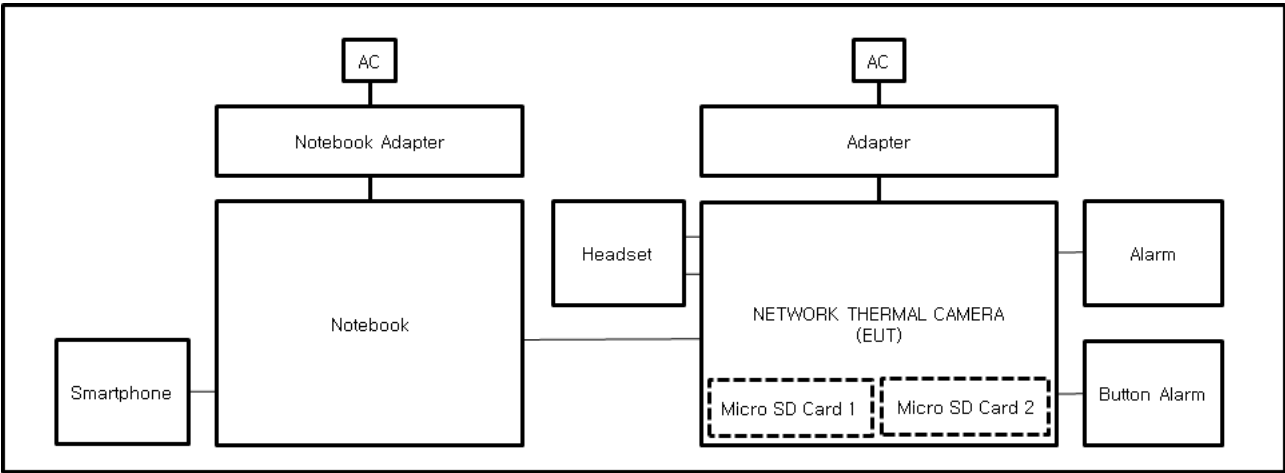 AC
AC
Notebook Adapter
Adapter
Headset
Alarm
Notebook
NETWORK THERMAL CAMERA
(EUT)
Smartphone
Micro SD Card 1
Micro SD Card 2
Button Alarm